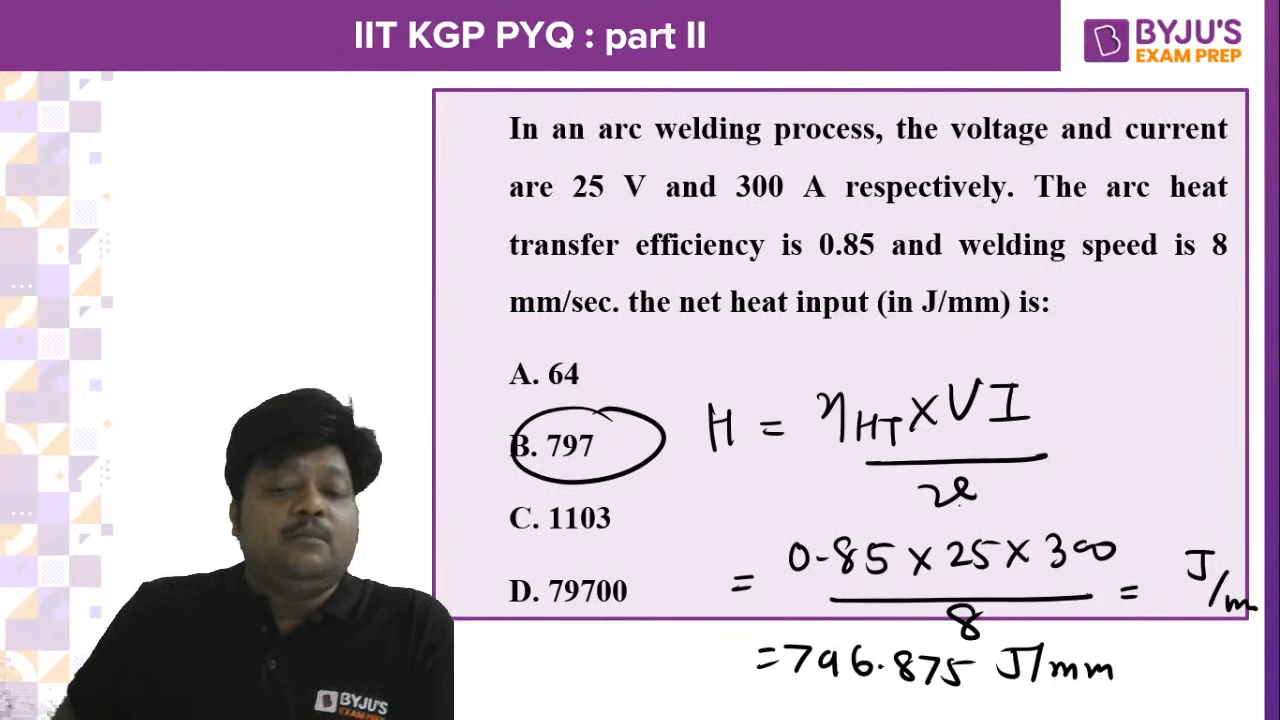 IIT KGP PYQ : part II
BYJU'S
EXAM PREP
In an arc welding process, the voltage and current
are 25 V and 300 A respectively. The arc heat
transfer efficiency is 0.85 and welding speed is 8
mm/sec. the net heat input (in J/mm) is:
A. 64
B. 797
C. 1103
D. 79700
H = η HT × V I
v
= 0.85 × 25 × 300 = J/m
8
= 796.875 J/mm
BYJU'S
EXAM PREP